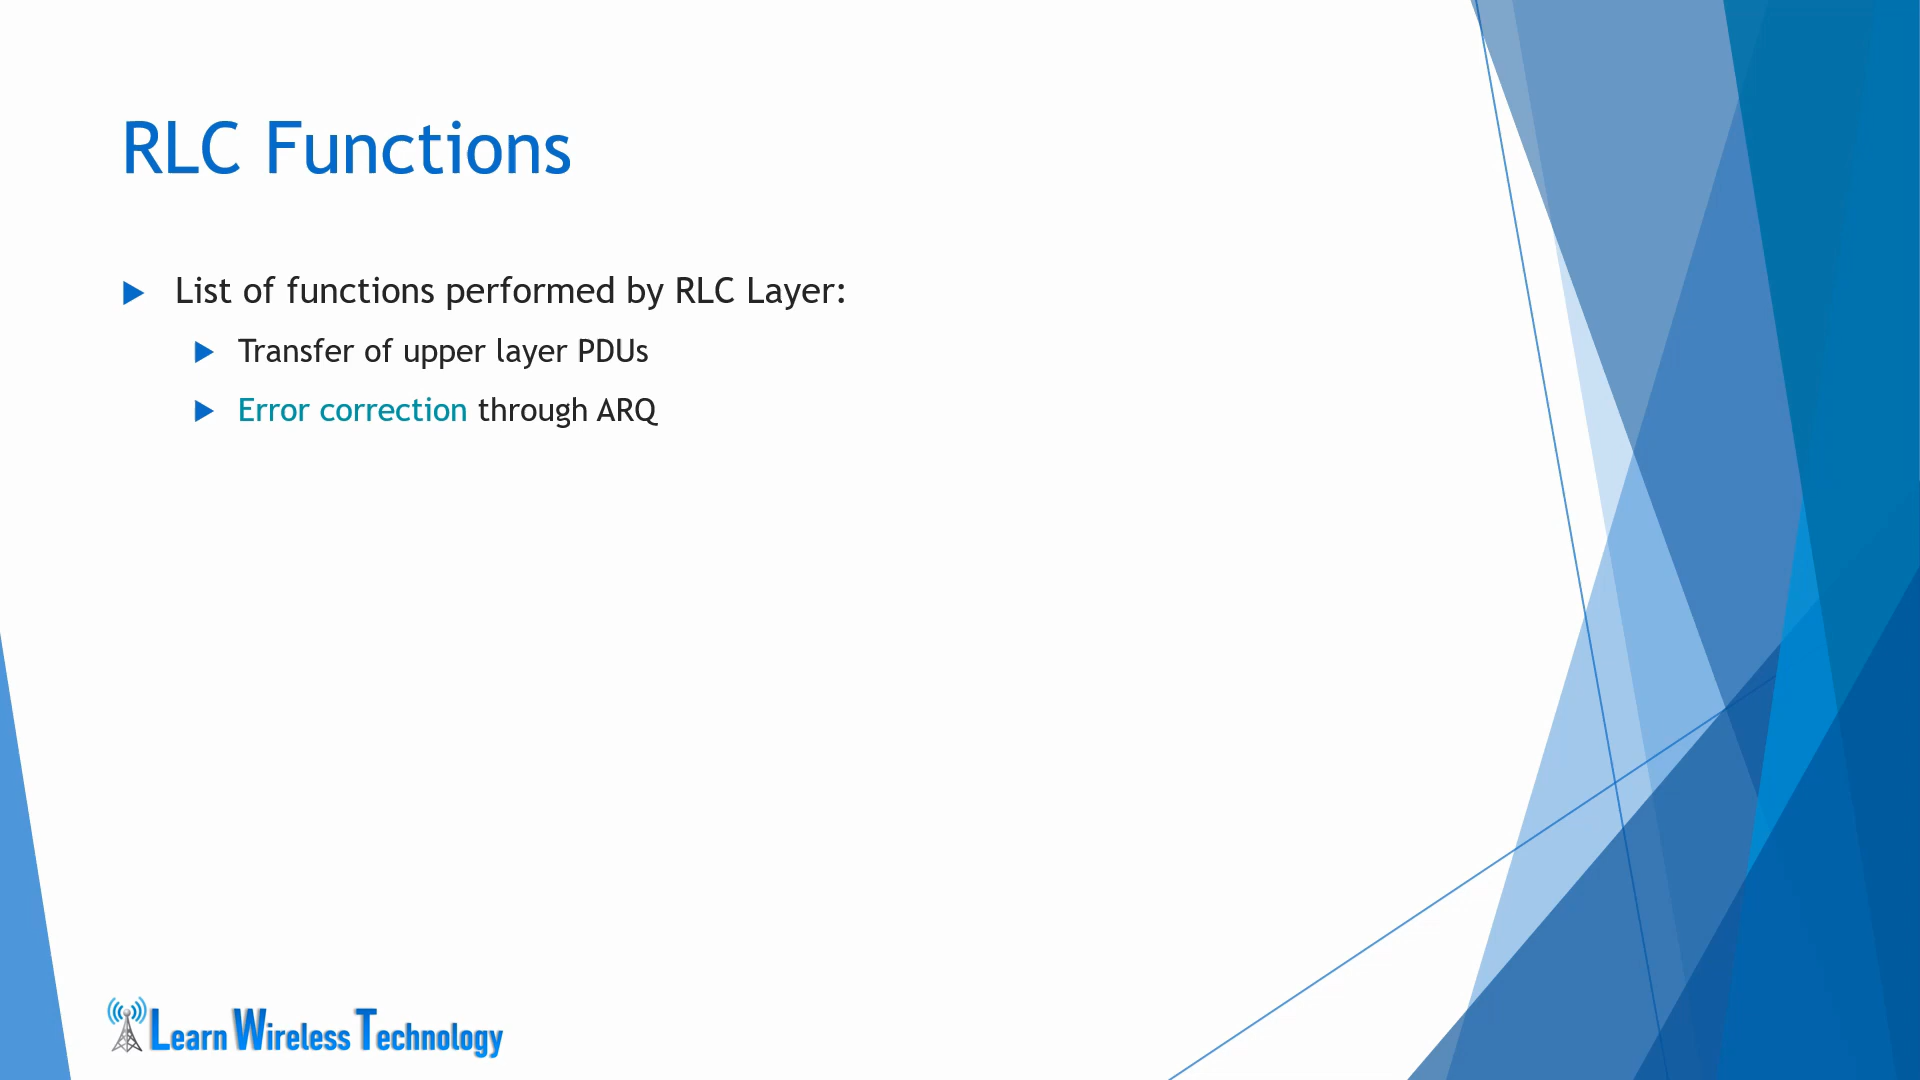 RLC Functions
List of functions performed by RLC Layer:
Transfer of upper layer PDUs
Error correction through ARQ
Learn Wireless Technology